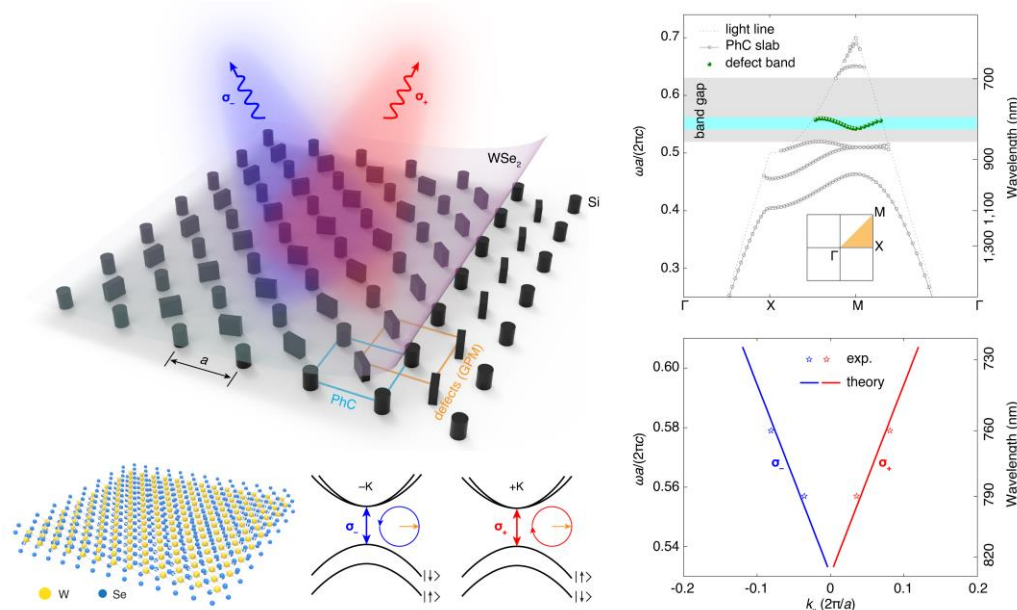 σ₋
σ₊
WSe₂
Si
a
PhC
defects (GPM)
W
Se
−K
σ₋
|↓⟩
|↑⟩
+K
σ₊
|↑⟩
|↓⟩
light line
PhC slab
defect band
band gap
ωa/(2πc)
0.7
0.6
0.5
0.4
0.3
Γ
X
M
Γ
M
X
Γ
700
900
1,100
1,300
Wavelength (nm)
exp.
theory
σ₋
σ₊
ωa/(2πc)
0.60
0.58
0.56
0.54
-0.2
-0.1
0
0.1
0.2
(2π/a)
730
760
790
820
Wavelength (nm)